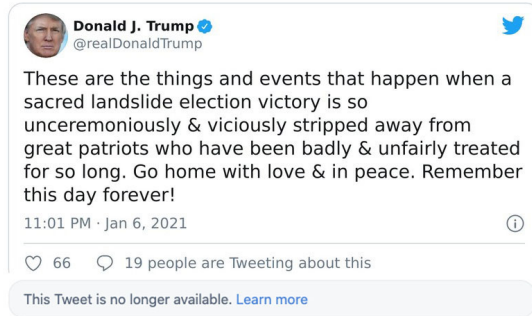 Donald J. Trump
@realDonaldTrump
These are the things and events that happen when a
sacred landslide election victory is so
unceremoniously & viciously stripped away from
great patriots who have been badly & unfairly treated
for so long. Go home with love & in peace. Remember
this day forever!
11:01 PM · Jan 6, 2021
66 19 people are Tweeting about this
This Tweet is no longer available. Learn more